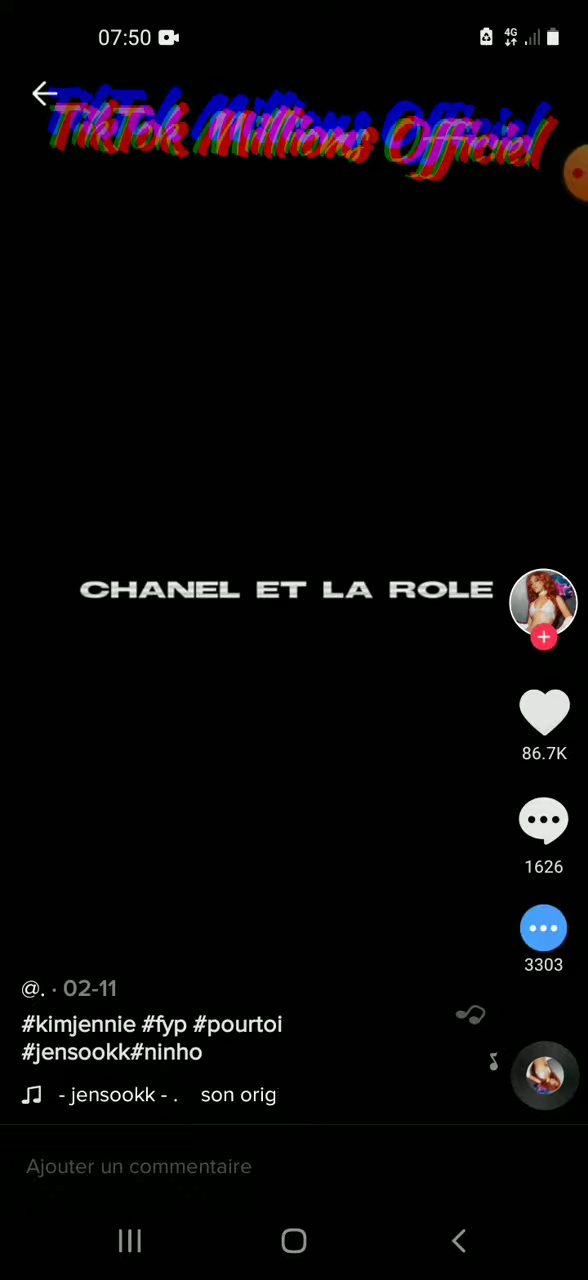 07:50
4G
TikTok Millions Officiel
CHANEL ET LA ROLE
86.7K
1626
3303
@. · 02-11
#kimjennie #fyp #pourtoi
#jensookk#ninho
- jensookk - . son orig
Ajouter un commentaire